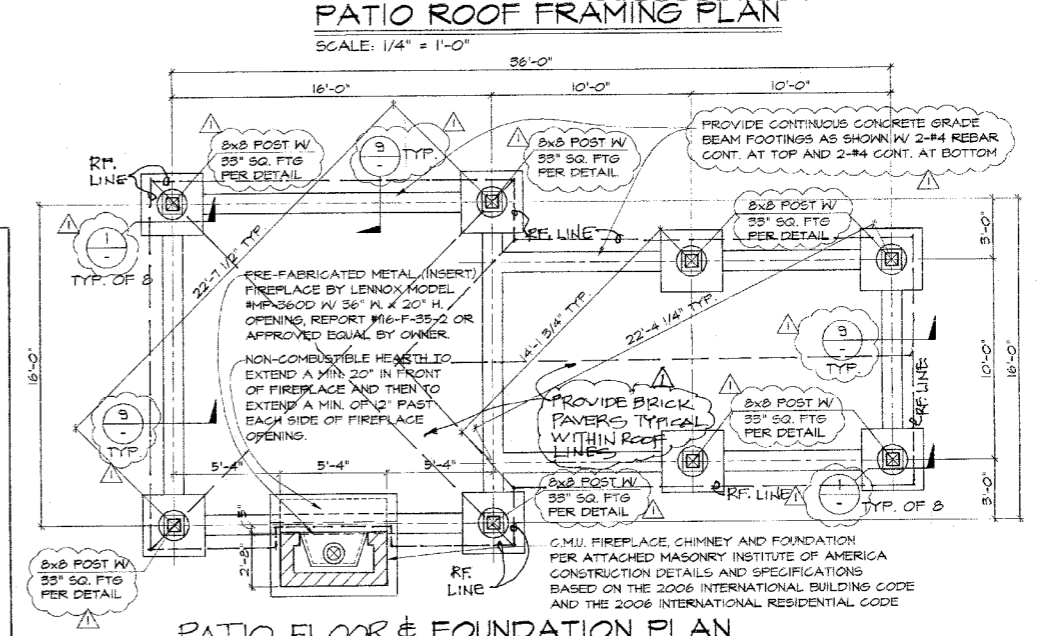 PATIO ROOF FRAMING PLAN
SCALE: 1/4" = 1'-0"
36'-0"
16'-0"
10'-0"
10'-0"
8x8 POST W/
33" SQ. FTG
PER DETAIL
9
-
TYP.
8x8 POST W/
33" SQ. FTG
PER DETAIL
PROVIDE CONTINUOUS CONCRETE GRADE
BEAM FOOTINGS AS SHOWN W/ 2-#4 REBAR
CONT. AT TOP AND 2-#4 CONT. AT BOTTOM
RF.
LINE
1
-
TYP. OF 8
8x8 POST W/
33" SQ. FTG
PER DETAIL
RF. LINE
3'-0"
22'-7 1/2" TYP.
PRE-FABRICATED METAL (INSERT)
FIREPLACE BY LENNOX MODEL
#MF-360D W/ 36" W. x 20" H.
OPENING, REPORT #116-F-35-2 OR
APPROVED EQUAL BY OWNER.
14'-1 3/4" TYP.
22'-4 1/4" TYP.
9
-
TYP.
16'-0"
10'-0"
16'-0"
RF. LINE
NON-COMBUSTIBLE HEARTH TO
EXTEND A MIN. 20" IN FRONT
OF FIREPLACE AND THEN TO
EXTEND A MIN. OF 12" PAST
EACH SIDE OF FIREPLACE
OPENING.
9
-
TYP.
PROVIDE BRICK
PAVERS TYPICAL
WITHIN ROOF
LINES
8x8 POST W/
33" SQ. FTG
PER DETAIL
5'-4"
5'-4"
5'-4"
8x8 POST W/
33" SQ. FTG
PER DETAIL
RF. LINE
1
-
TYP. OF 8
3'-0"
2'-8"
8x8 POST W/
33" SQ. FTG
PER DETAIL
RF.
LINE
C.M.U. FIREPLACE, CHIMNEY AND FOUNDATION
PER ATTACHED MASONRY INSTITUTE OF AMERICA
CONSTRUCTION DETAILS AND SPECIFICATIONS
BASED ON THE 2006 INTERNATIONAL BUILDING CODE
AND THE 2006 INTERNATIONAL RESIDENTIAL CODE
PATIO FLOOR & FOUNDATION PLAN